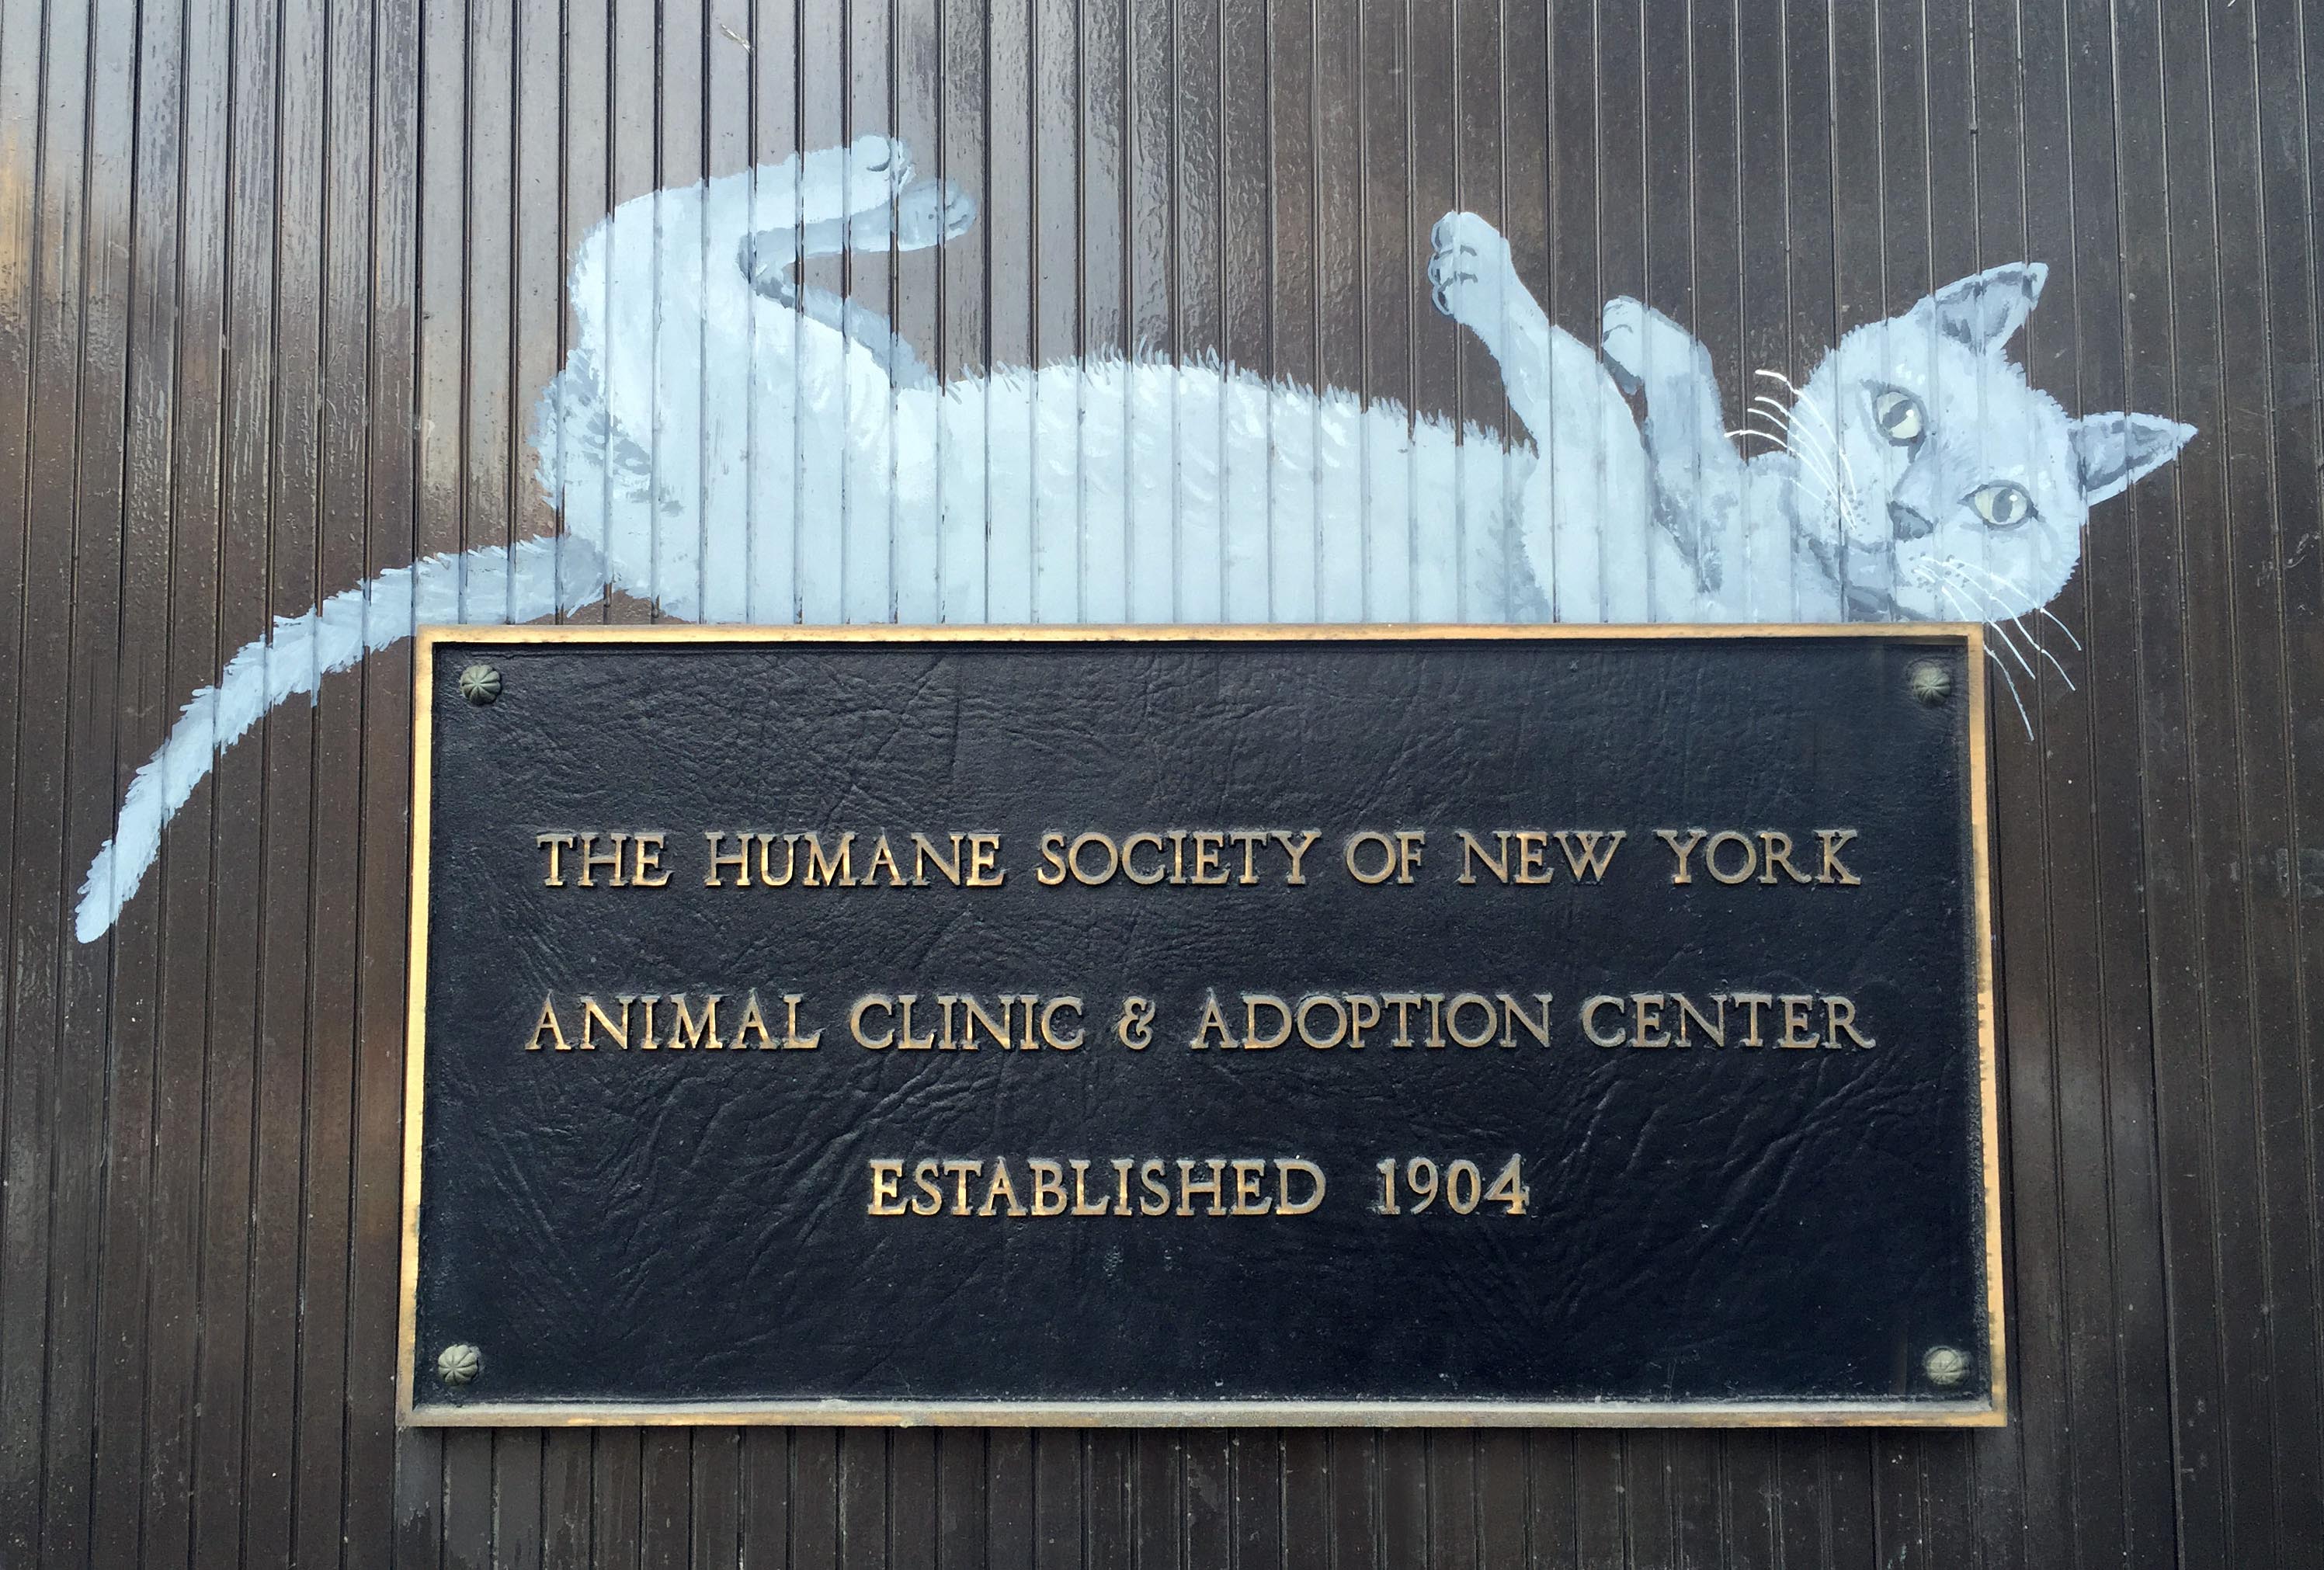 THE HUMANE SOCIETY OF NEW YORK
ANIMAL CLINIC & ADOPTION CENTER
ESTABLISHED 1904